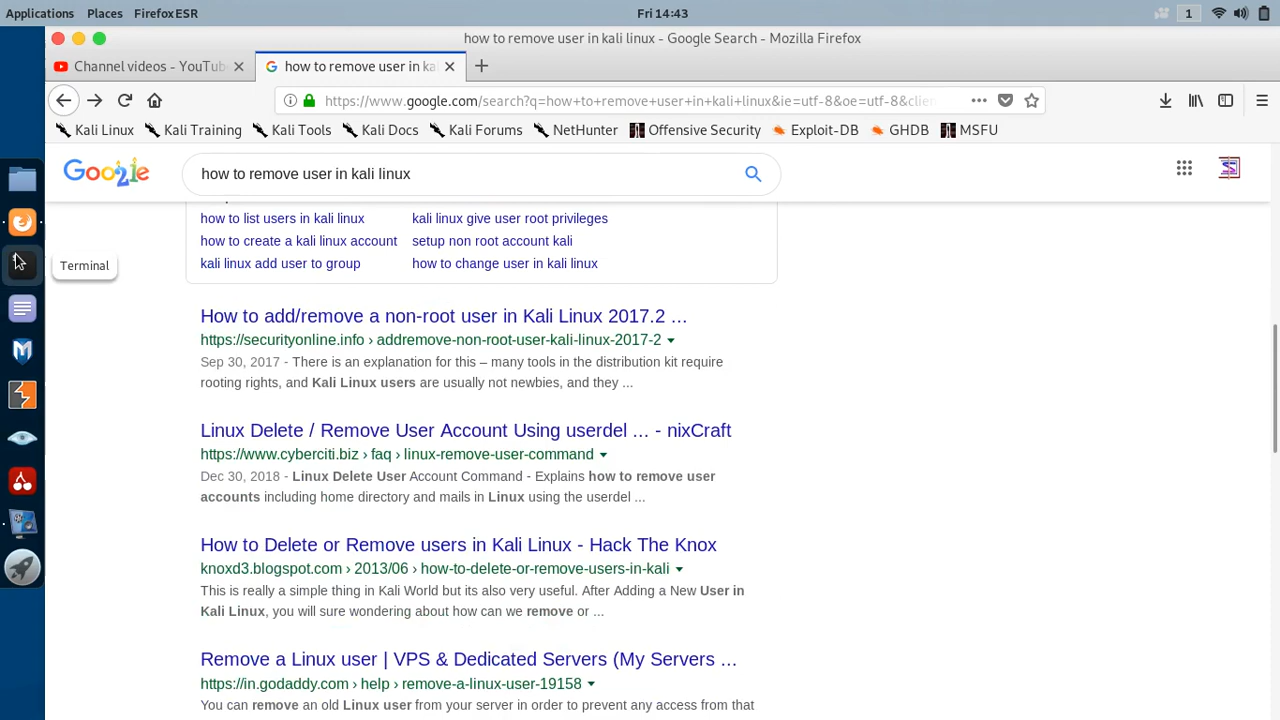 Applications Places Firefox ESR Fri 14:43 1
how to remove user in kali linux - Google Search - Mozilla Firefox
Channel videos - YouTub how to remove user in ka
https://www.google.com/search?q=how+to+remove+user+in+kali+linux&ie=utf-8&oe=utf-8&clien
Kali Linux Kali Training Kali Tools Kali Docs Kali Forums NetHunter Offensive Security Exploit-DB GHDB MSFU
how to remove user in kali linux
how to list users in kali linux kali linux give user root privileges
how to create a kali linux account setup non root account kali
kali linux add user to group how to change user in kali linux
Terminal
How to add/remove a non-root user in Kali Linux 2017.2 ...
https://securityonline.info › addremove-non-root-user-kali-linux-2017-2
Sep 30, 2017 - There is an explanation for this – many tools in the distribution kit require
rooting rights, and Kali Linux users are usually not newbies, and they ...
Linux Delete / Remove User Account Using userdel ... - nixCraft
https://www.cyberciti.biz › faq › linux-remove-user-command
Dec 30, 2018 - Linux Delete User Account Command - Explains how to remove user
accounts including home directory and mails in Linux using the userdel ...
How to Delete or Remove users in Kali Linux - Hack The Knox
knoxd3.blogspot.com › 2013/06 › how-to-delete-or-remove-users-in-kali
This is really a simple thing in Kali World but its also very useful. After Adding a New User in
Kali Linux, you will sure wondering about how can we remove or ...
Remove a Linux user | VPS & Dedicated Servers (My Servers ...
https://in.godaddy.com › help › remove-a-linux-user-19158
You can remove an old Linux user from your server in order to prevent any access from that